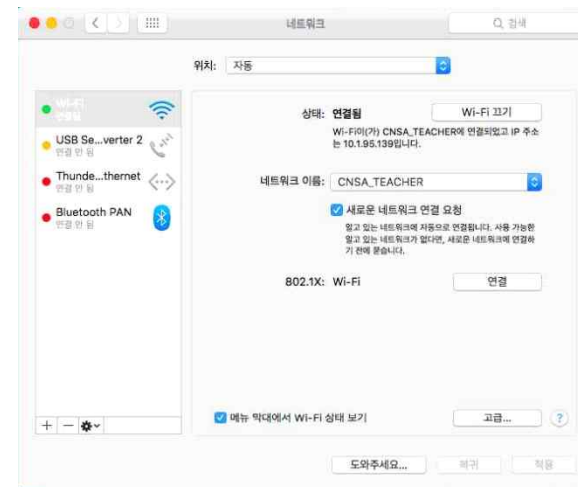 네트워크
검색
위치: 자동
Wi-Fi
연결됨
USB Se...verter 2
연결 안 됨
Thunde...thernet
연결 안 됨
Bluetooth PAN
연결 안 됨
상태: 연결됨
Wi-Fi 끄기
Wi-Fi이(가) CNSA_TEACHER에 연결되었고 IP 주소
는 10.1.95.139입니다.
네트워크 이름: CNSA_TEACHER
새로운 네트워크 연결 요청
알고 있는 네트워크에 자동으로 연결됩니다. 사용 가능한
알고 있는 네트워크가 없다면, 새로운 네트워크에 연결하
기 전에 묻습니다.
802.1X: Wi-Fi
연결
메뉴 막대에서 Wi-Fi 상태 보기
고급...
?
도와주세요...
복귀
적용